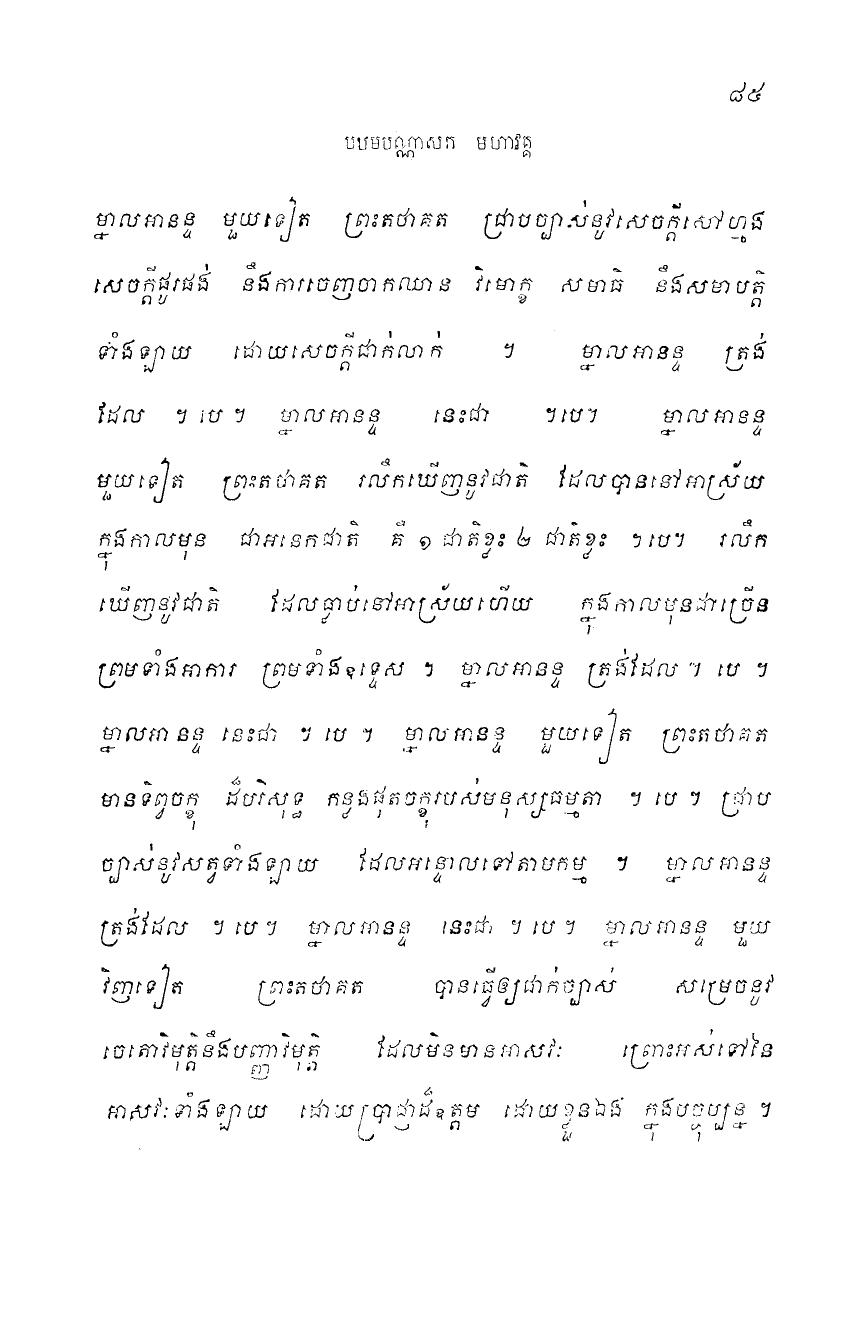 ៨៥
បឋមបណ្ណាសក មហាវគ្គ
ម្នាលអានន្ទ មួយទៀត ព្រះតថាគត ជ្រាបច្បាស់នូវសេចក្តីសៅហ្មង
សេចក្តីផូរផង់ នឹងការចេញចាកឈាន វិមោក្ខ សមាធិ នឹងសមាបត្តិ
ទាំងឡាយ ដោយសេចក្តីជាក់លាក់ ។ ម្នាលអានន្ទ ត្រង់
ដែល ។ បេ ។ ម្នាលអានន្ទ នេះជា ។បេ។ ម្នាលអានន្ទ
មួយទៀត ព្រះតថាគត រលឹកឃើញនូវជាតិ ដែលបាននៅអាស្រ័យ
ក្នុងកាលមុន ជាអនេកជាតិ គឺ ១ ជាតិខ្លះ ២ ជាតិខ្លះ ។បេ។ រលឹក
ឃើញនូវជាតិ ដែលធ្លាប់នៅអាស្រ័យហើយ ក្នុងកាលមុនជាច្រើន
ព្រមទាំងអាការ ព្រមទាំងឧទ្ទេស ។ ម្នាលអានន្ទ ត្រង់ដែល ។ បេ ។
ម្នាលអានន្ទ នេះជា ។ បេ ។ ម្នាលអានន្ទ មួយទៀត ព្រះតថាគត
មានទិព្វចក្ខុ ដ៏បរិសុទ្ធ កន្លងផុតចក្ខុរបស់មនុស្សធម្មតា ។ បេ ។ ជ្រាប
ច្បាស់នូវសត្វទាំងឡាយ ដែលអន្ទោលទៅតាមកម្ម ។ ម្នាលអានន្ទ
ត្រង់ដែល ។ បេ ។ ម្នាលអានន្ទ នេះជា ។ បេ ។ ម្នាលអានន្ទ មួយ
វិញទៀត ព្រះតថាគត បានធ្វើឲ្យជាក់ច្បាស់ សម្រេចនូវ
ចេតោវិមុត្តិនឹងបញ្ញាវិមុត្តិ ដែលមិនមានអាសវៈ ព្រោះអស់ទៅនៃ
អាសវៈទាំងឡាយ ដោយប្រាជ្ញាដ៏ឧត្តម ដោយខ្លួនឯង ក្នុងបច្ចុប្បន្ន ។